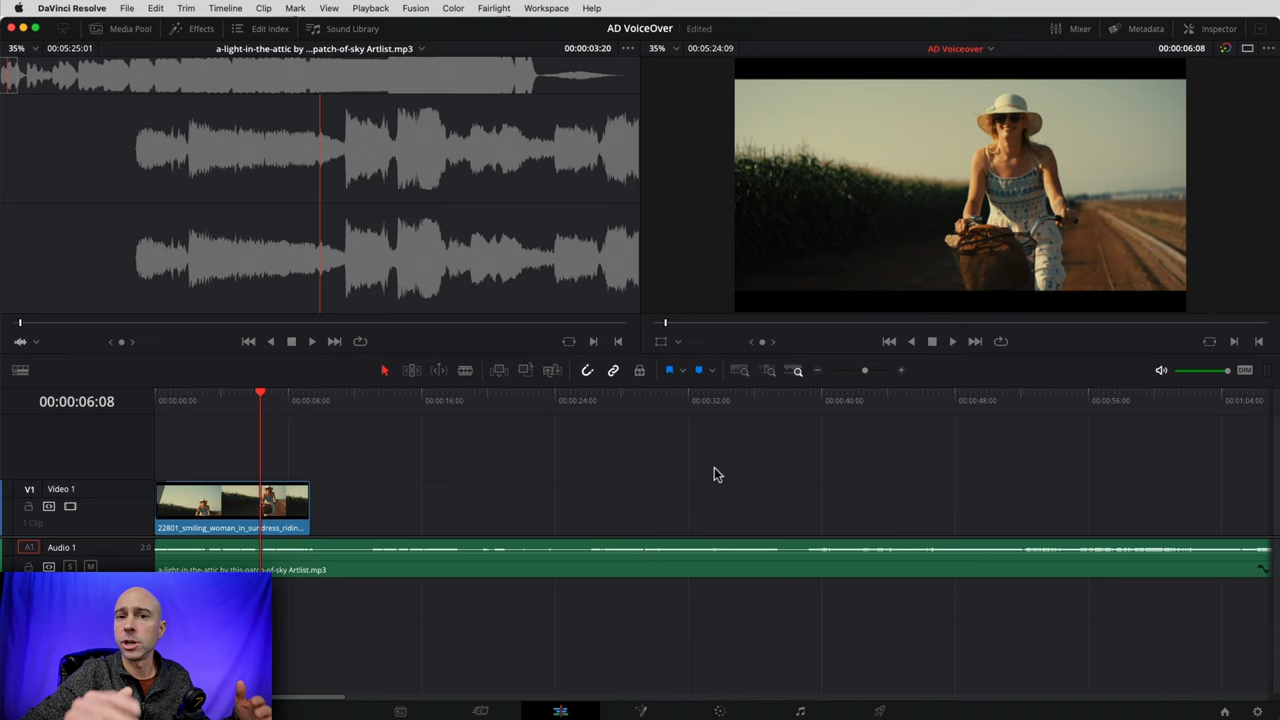 DaVinci Resolve File Edit Trim Timeline Clip Mark View Playback Fusion Color Fairlight Workspace Help
Media Pool Effects Edit Index Sound Library AD VoiceOver Edited Mixer Metadata Inspector
35% 00:05:25:01 a-light-in-the-attic by ...patch-of-sky Artlist.mp3 00:00:03:20 35% 00:05:24:09 AD Voiceover 00:00:06:08
DIM
00:00:06:08 00:00:00:00 00:00:08:00 00:00:16:00 00:00:24:00 00:00:32:00 00:00:40:00 00:00:48:00 00:00:56:00 00:01:04:00
V1 Video 1
1 Clip
22801_smiling_woman_in_sundress_ridin...
A1 Audio 1 2.0
S M
a-light-in-the-attic by this-patch-of-sky Artlist.mp3